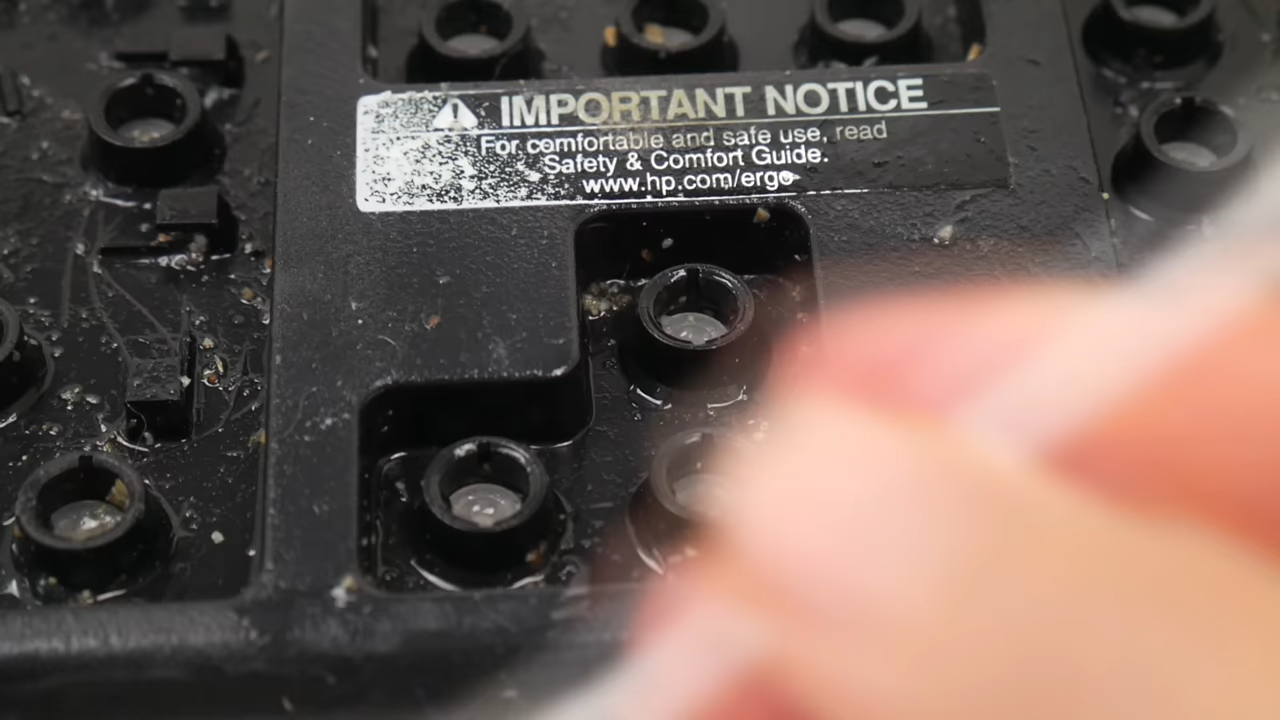 IMPORTANT NOTICE
For comfortable and safe use, read
Safety & Comfort Guide.
www.hp.com/ergo